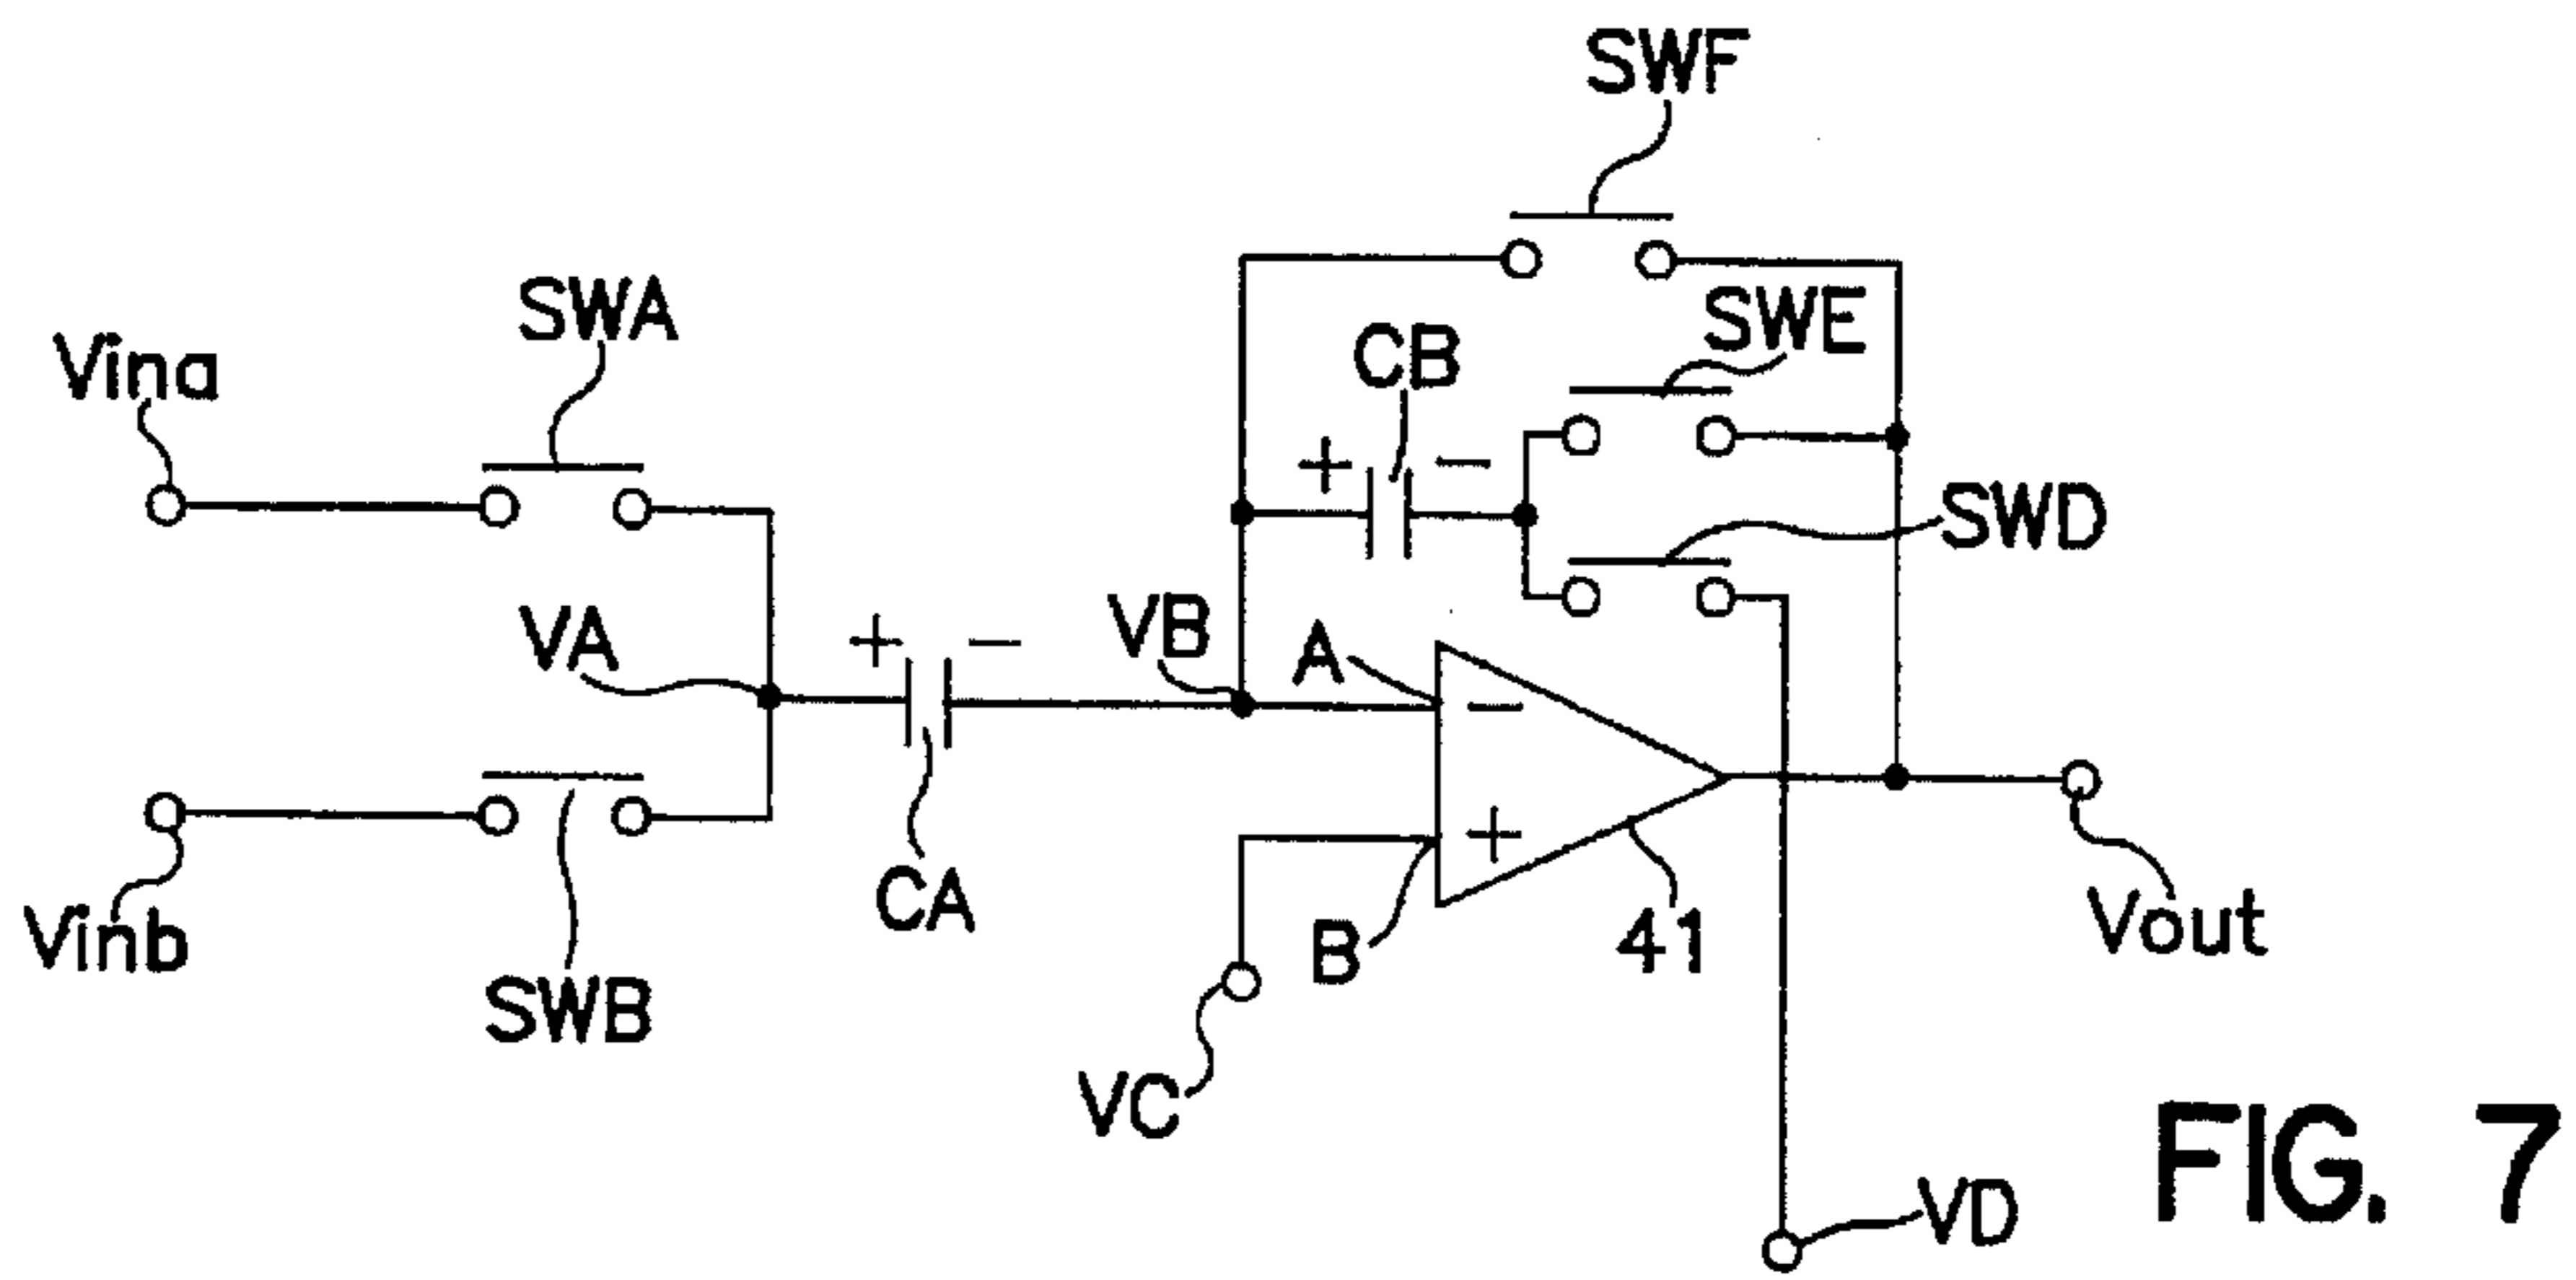 SWF
SWA
SWE
Vina
CB
+ −
SWD
VA
+ −
VB
A
−
+
CA
Vinb
B
41
Vout
SWB
VC
VD
FIG. 7